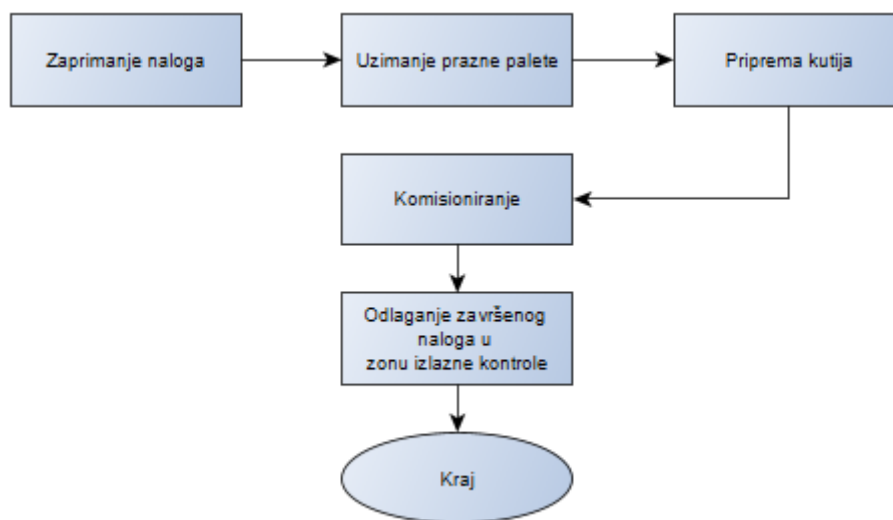 Zaprimanje naloga
Uzimanje prazne palete
Priprema kutija
Komisioniranje
Odlaganje završenog
naloga u
zonu izlazne kontrole
Kraj